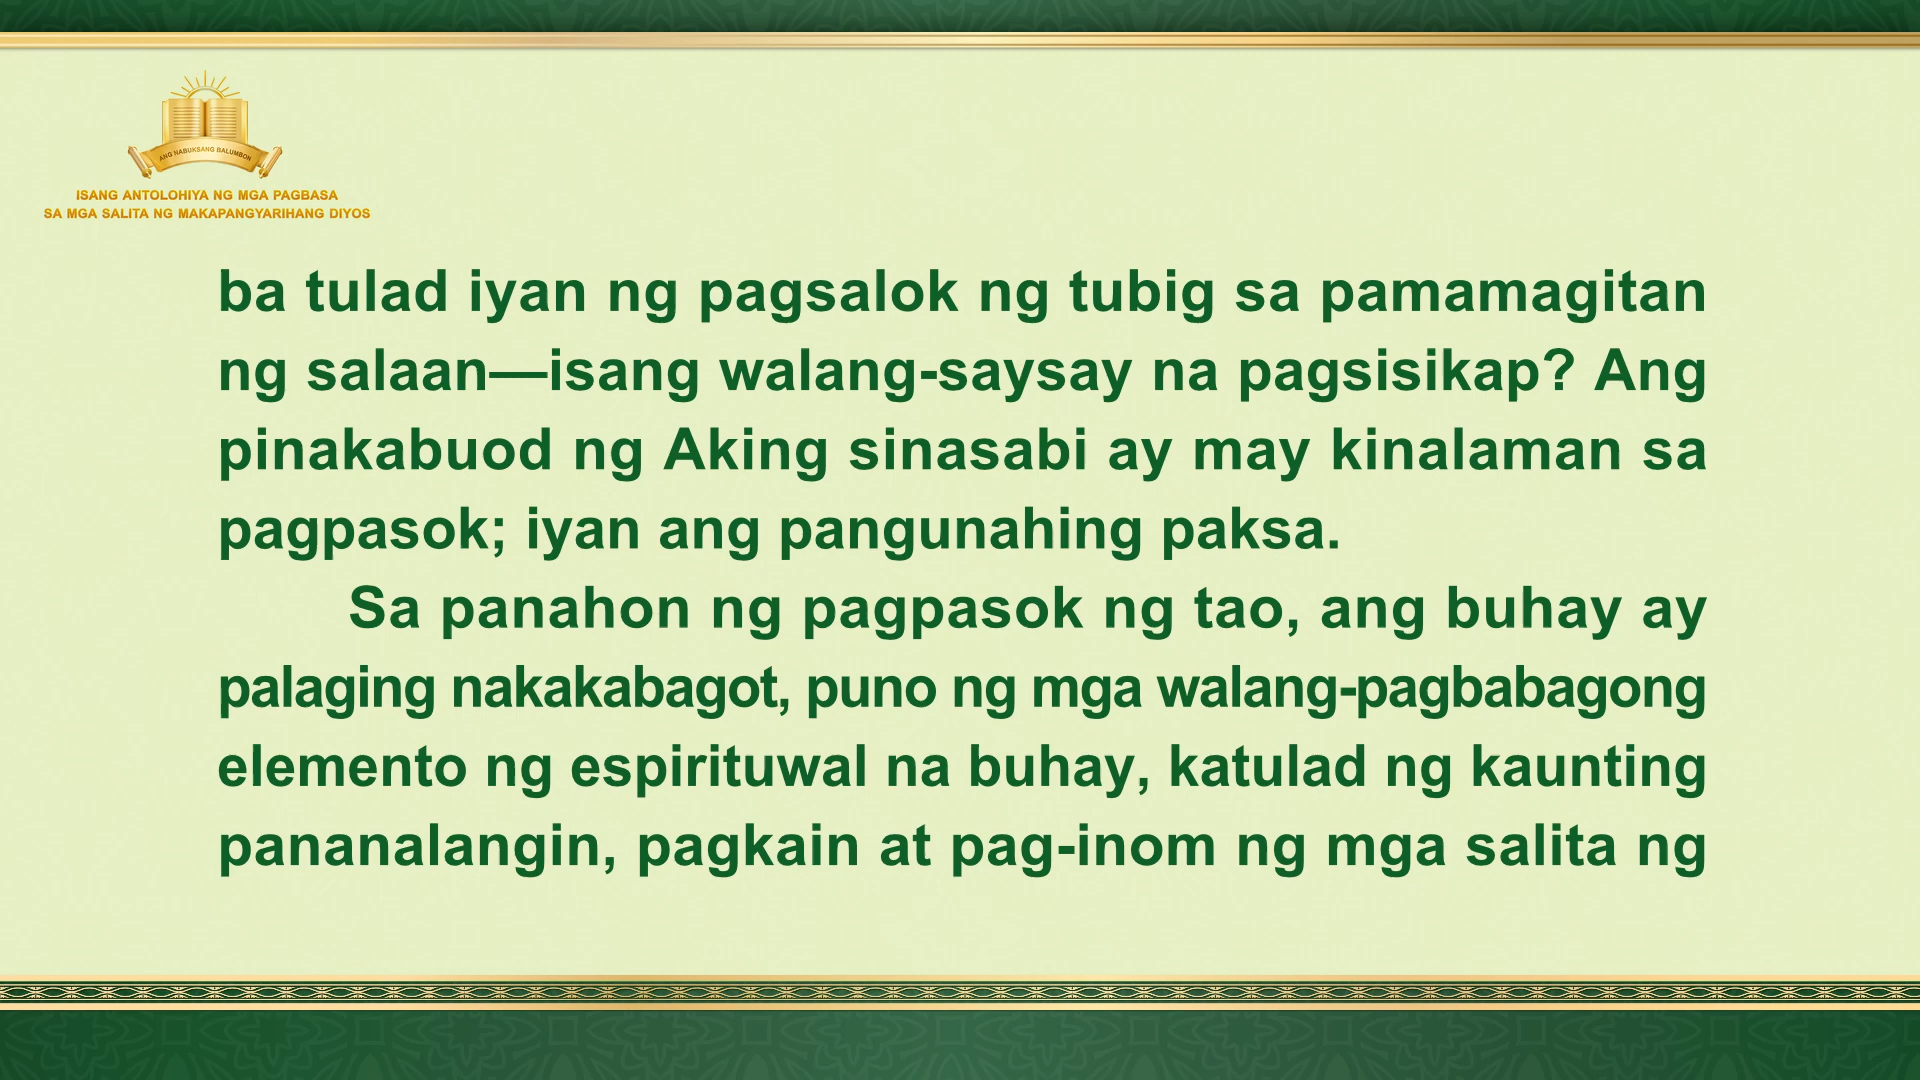 ANG NABUKSANG BALUMBON
ISANG ANTOLOHIYA NG MGA PAGBASA
SA MGA SALITA NG MAKAPANGYARIHANG DIYOS
ba tulad iyan ng pagsalok ng tubig sa pamamagitan
ng salaan—isang walang-saysay na pagsisikap? Ang
pinakabuod ng Aking sinasabi ay may kinalaman sa
pagpasok; iyan ang pangunahing paksa.
Sa panahon ng pagpasok ng tao, ang buhay ay
palaging nakakabagot, puno ng mga walang-pagbabagong
elemento ng espirituwal na buhay, katulad ng kaunting
pananalangin, pagkain at pag-inom ng mga salita ng